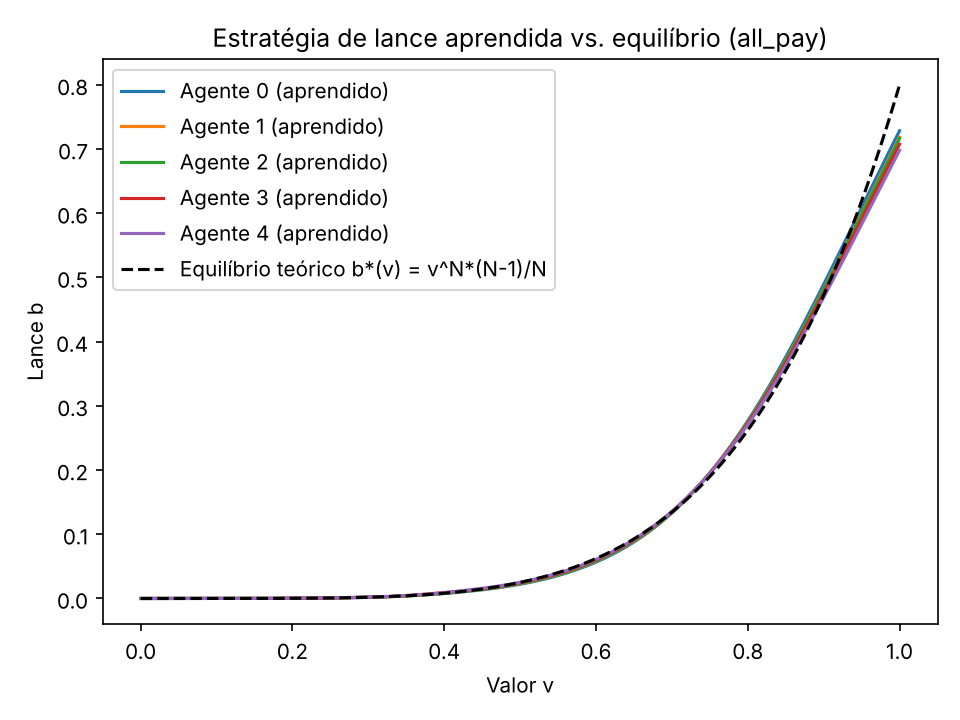 Estratégia de lance aprendida vs. equilíbrio (all_pay)
Agente 0 (aprendido)
Agente 1 (aprendido)
Agente 2 (aprendido)
Agente 3 (aprendido)
Agente 4 (aprendido)
Equilíbrio teórico b*(v) = v^N*(N-1)/N
Lance b
0.8
0.7
0.6
0.5
0.4
0.3
0.2
0.1
0.0
0.0 0.2 0.4 0.6 0.8 1.0
Valor v